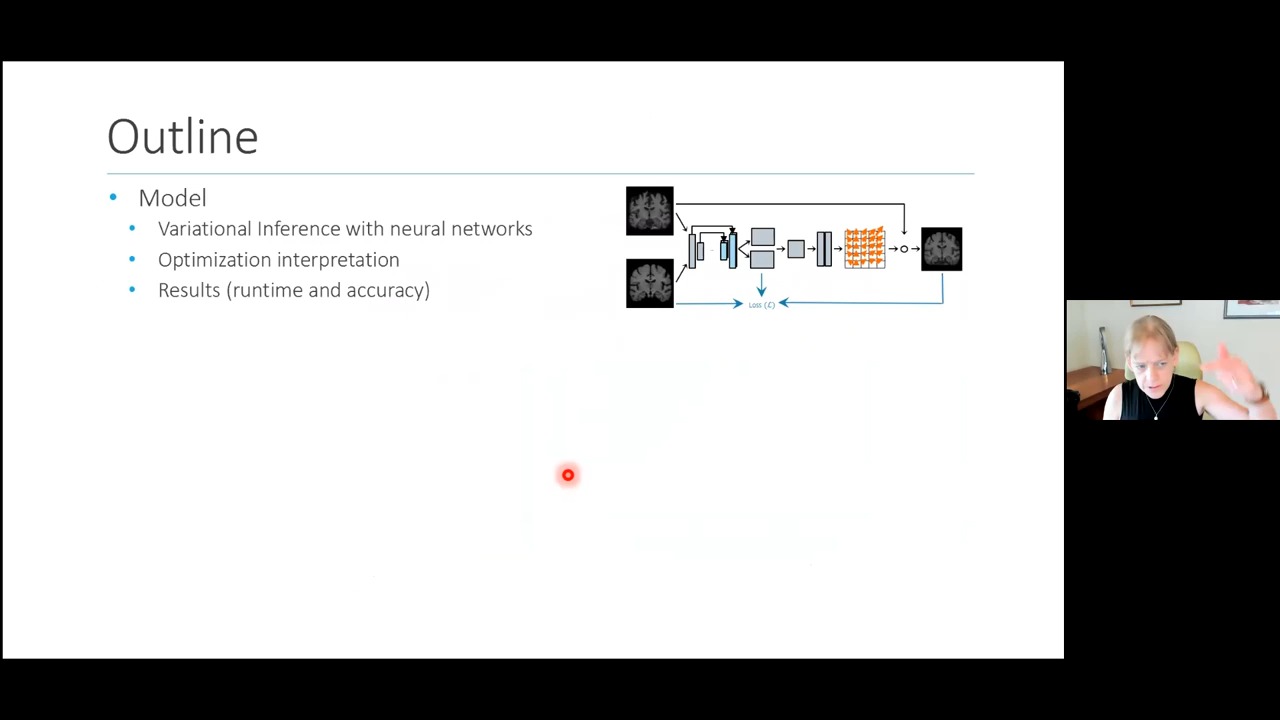 Outline
Model
Variational Inference with neural networks
Optimization interpretation
Results (runtime and accuracy)
Loss (ℒ)